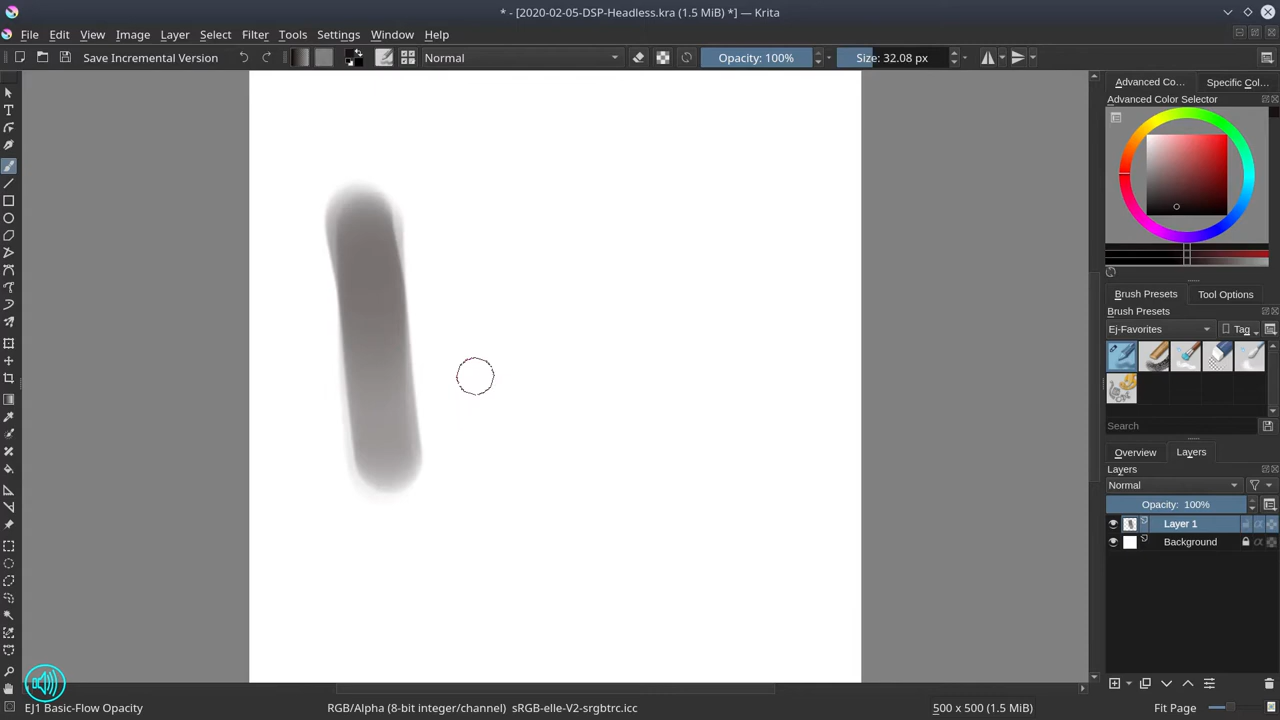 * - [2020-02-05-DSP-Headless.kra (1.5 MiB) *] — Krita
File Edit View Image Layer Select Filter Tools Settings Window Help
Save Incremental Version Normal Opacity: 100% Size: 32.08 px
Advanced Co... Specific Col...
Advanced Color Selector
Brush Presets Tool Options
Brush Presets
Ej-Favorites Tag
Search
Overview Layers
Layers
Normal
Opacity: 100%
Layer 1
Background
EJ1 Basic-Flow Opacity RGB/Alpha (8-bit integer/channel) sRGB-elle-V2-srgbtrc.icc 500 x 500 (1.5 MiB) Fit Page